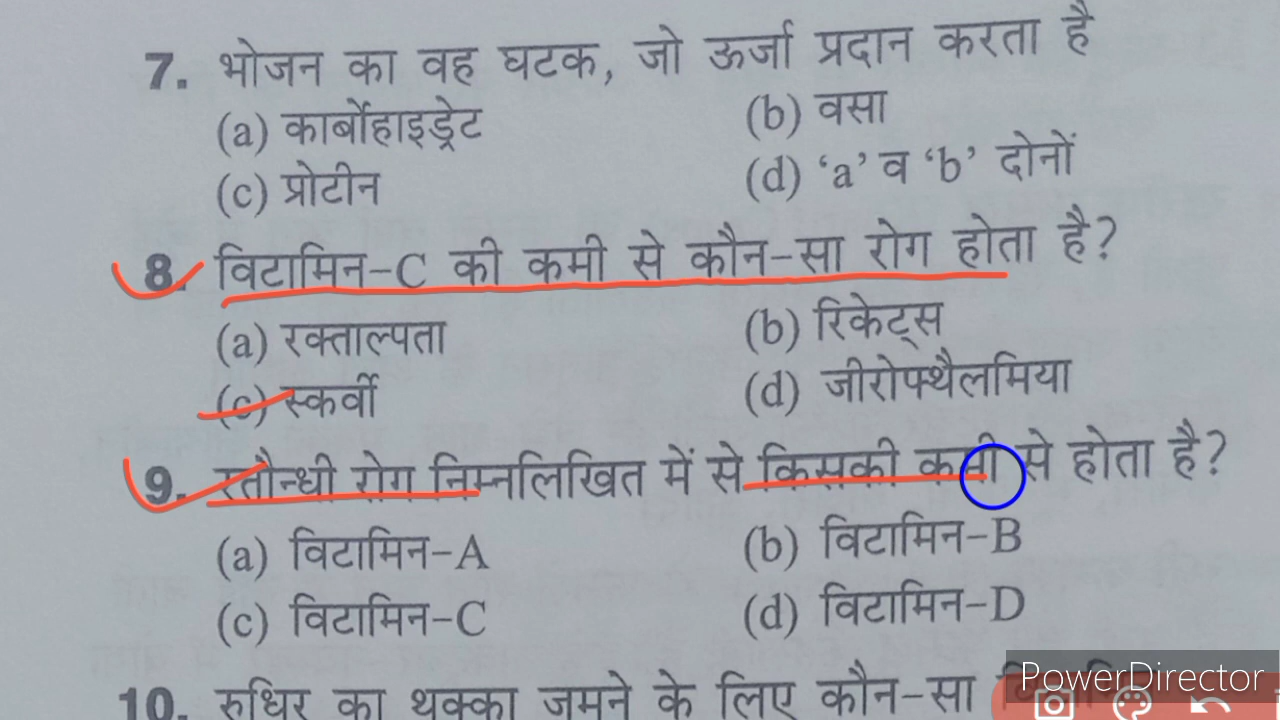 7. भोजन का वह घटक, जो ऊर्जा प्रदान करता है
(a) कार्बोहाइड्रेट (b) वसा
(c) प्रोटीन (d) ‘a’ व ‘b’ दोनों
8. विटामिन-C की कमी से कौन-सा रोग होता है?
(a) रक्ताल्पता (b) रिकेट्स
(c) स्कर्वी (d) जीरोफ्थैलमिया
9. रतौन्धी रोग निम्नलिखित में से किसकी कमी से होता है?
(a) विटामिन-A (b) विटामिन-B
(c) विटामिन-C (d) विटामिन-D
10. रुधिर का थक्का जमने के लिए कौन-सा
PowerDirector